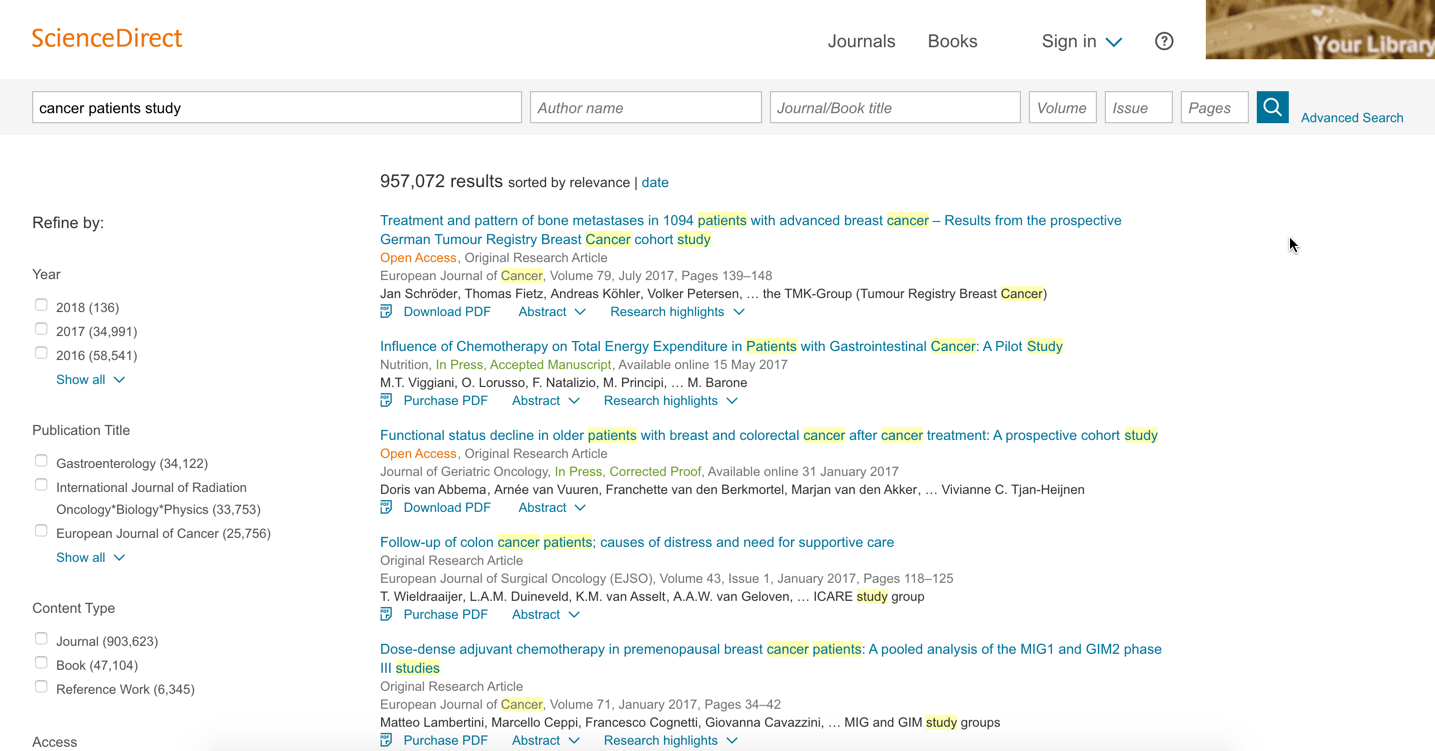 ScienceDirect
Journals Books Sign in ?
Your Library
cancer patients study Author name Journal/Book title Volume Issue Pages Advanced Search
957,072 results sorted by relevance | date
Refine by:
Year
2018 (136)
2017 (34,991)
2016 (58,541)
Show all
Publication Title
Gastroenterology (34,122)
International Journal of Radiation
Oncology*Biology*Physics (33,753)
European Journal of Cancer (25,756)
Show all
Content Type
Journal (903,623)
Book (47,104)
Reference Work (6,345)
Access
Treatment and pattern of bone metastases in 1094 patients with advanced breast cancer – Results from the prospective
German Tumour Registry Breast Cancer cohort study
Open Access, Original Research Article
European Journal of Cancer, Volume 79, July 2017, Pages 139–148
Jan Schröder, Thomas Fietz, Andreas Köhler, Volker Petersen, … the TMK-Group (Tumour Registry Breast Cancer)
PDF Download PDF Abstract Research highlights
Influence of Chemotherapy on Total Energy Expenditure in Patients with Gastrointestinal Cancer: A Pilot Study
Nutrition, In Press, Accepted Manuscript, Available online 15 May 2017
M.T. Viggiani, O. Lorusso, F. Natalizio, M. Principi, … M. Barone
PDF Purchase PDF Abstract Research highlights
Functional status decline in older patients with breast and colorectal cancer after cancer treatment: A prospective cohort study
Open Access, Original Research Article
Journal of Geriatric Oncology, In Press, Corrected Proof, Available online 31 January 2017
Doris van Abbema, Arnée van Vuuren, Franchette van den Berkmortel, Marjan van den Akker, … Vivianne C. Tjan-Heijnen
PDF Download PDF Abstract
Follow-up of colon cancer patients; causes of distress and need for supportive care
Original Research Article
European Journal of Surgical Oncology (EJSO), Volume 43, Issue 1, January 2017, Pages 118–125
T. Wieldraaijer, L.A.M. Duineveld, K.M. van Asselt, A.A.W. van Geloven, … ICARE study group
PDF Purchase PDF Abstract
Dose-dense adjuvant chemotherapy in premenopausal breast cancer patients: A pooled analysis of the MIG1 and GIM2 phase
III studies
Original Research Article
European Journal of Cancer, Volume 71, January 2017, Pages 34–42
Matteo Lambertini, Marcello Ceppi, Francesco Cognetti, Giovanna Cavazzini, … MIG and GIM study groups
PDF Purchase PDF Abstract Research highlights